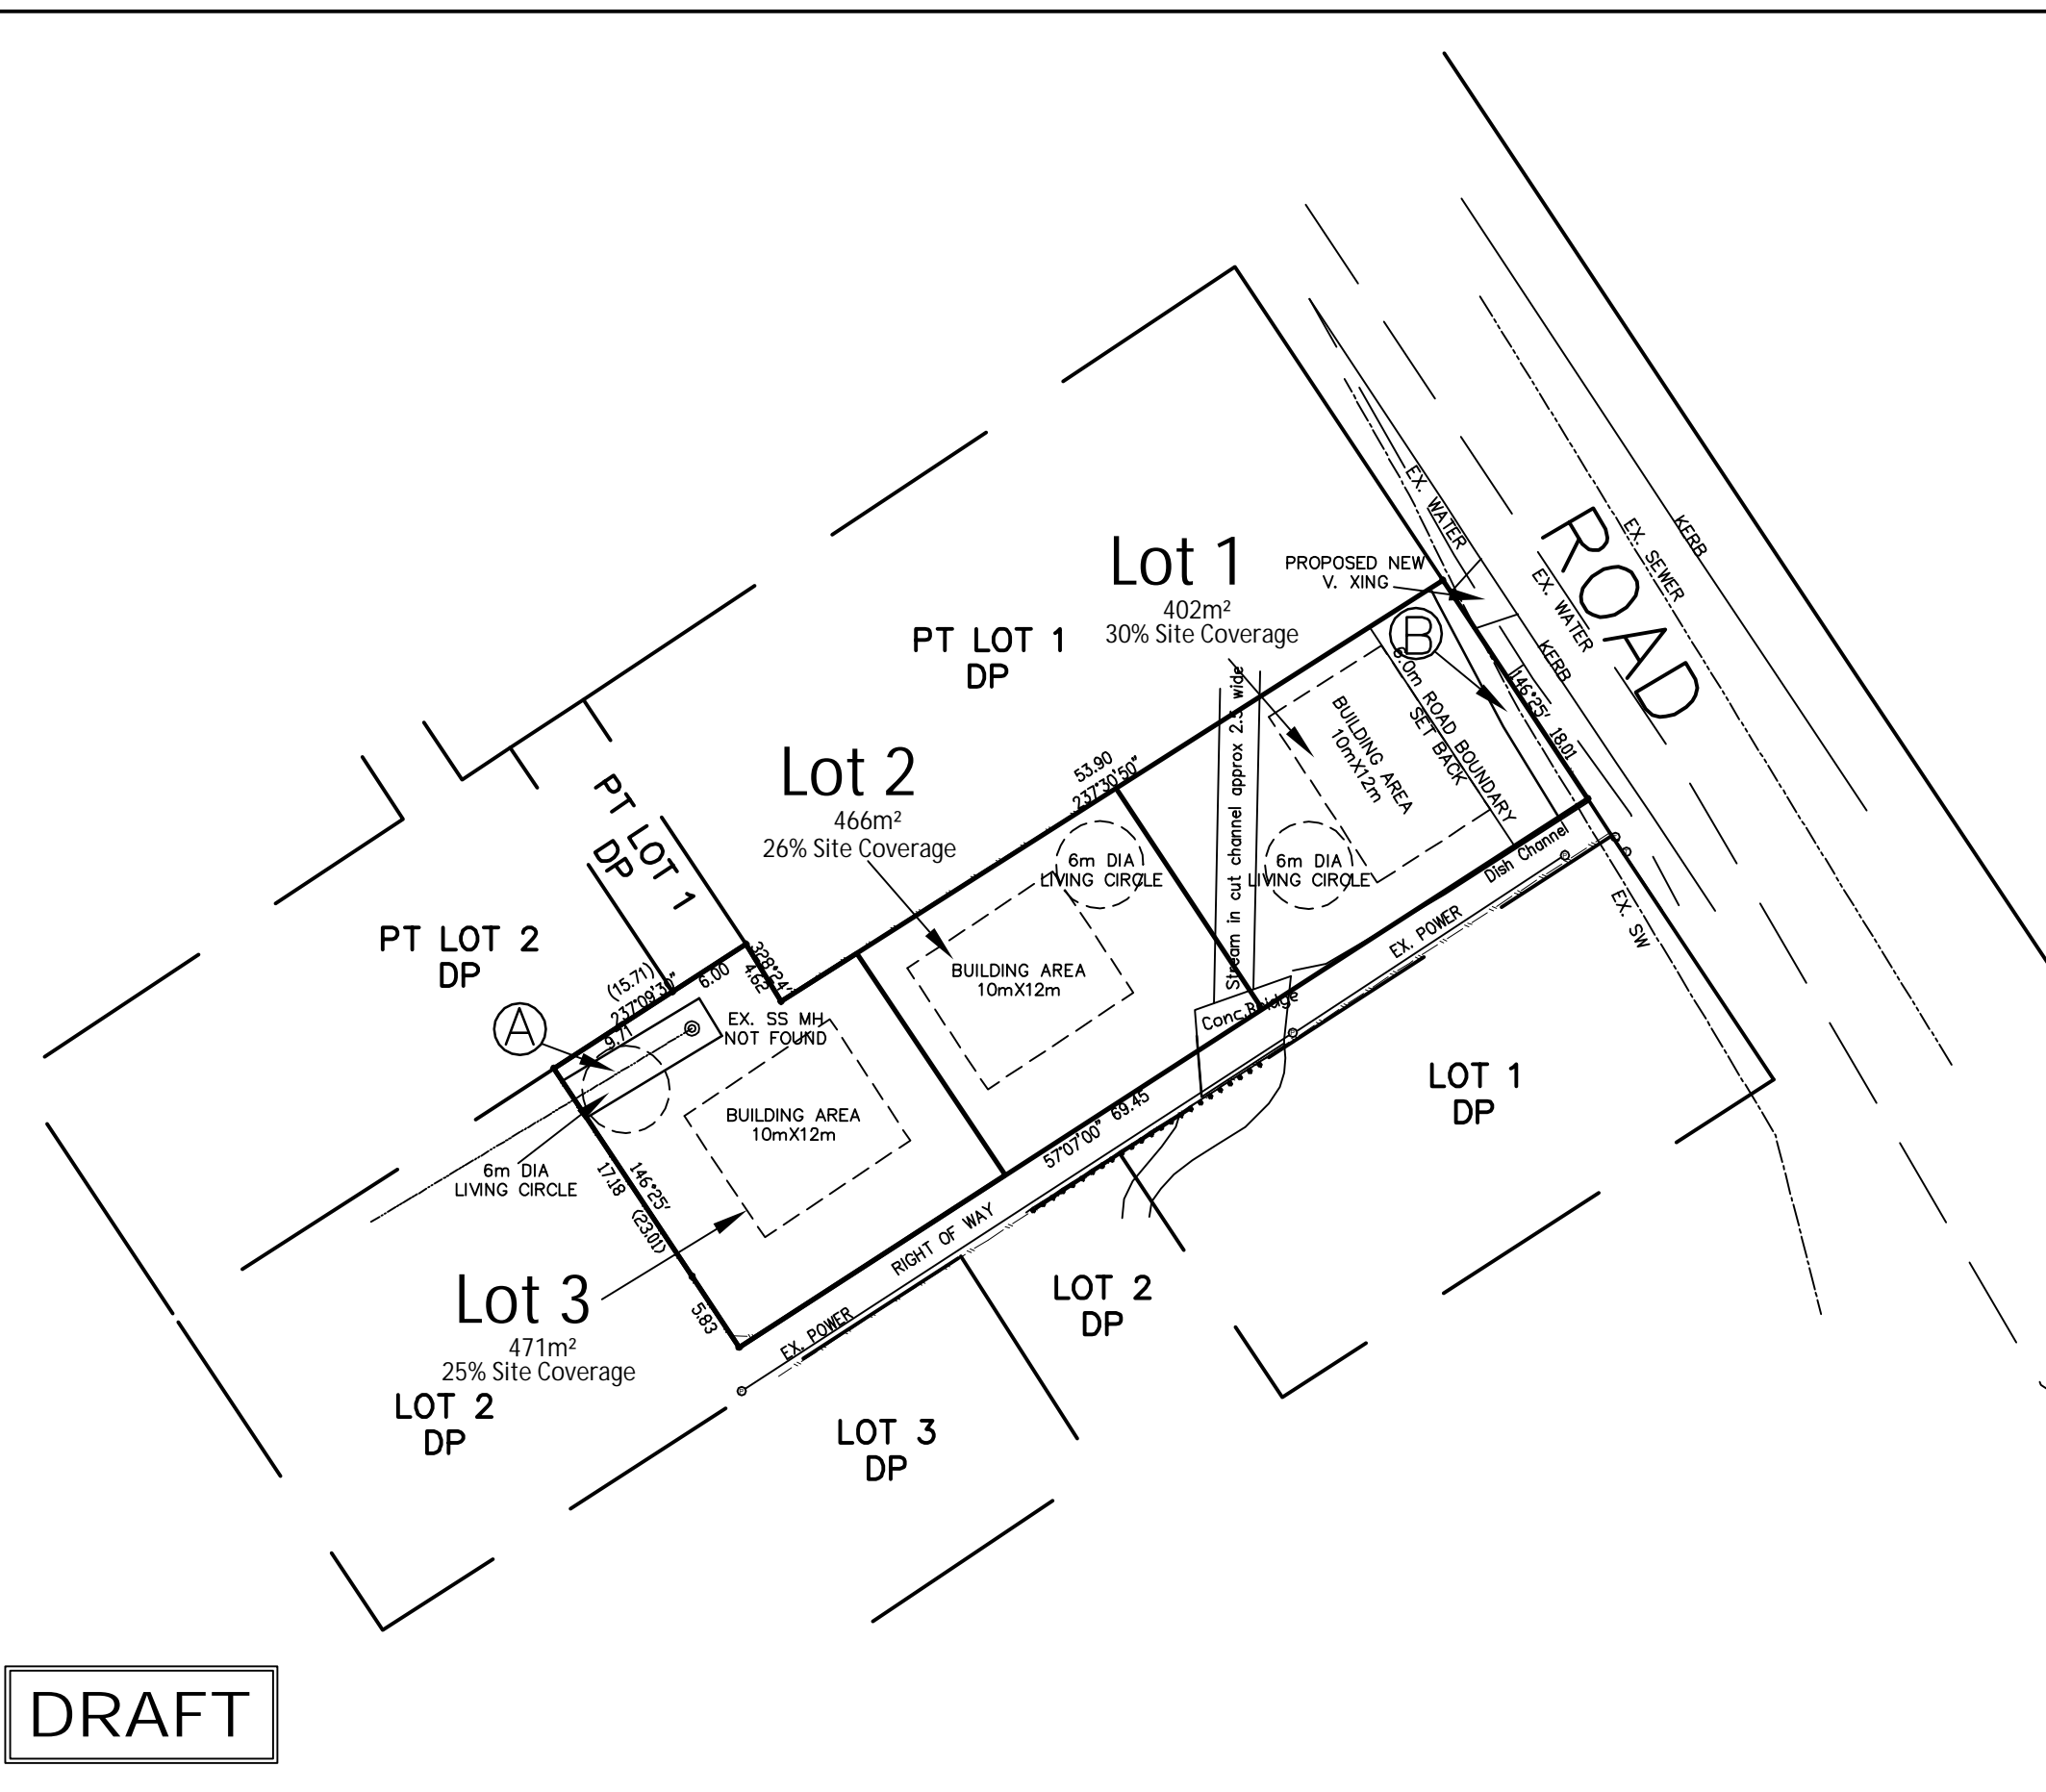 EX. WATER
ROAD
EX. SEWER
KERB
EX. WATER
KERB
Lot 1
402m²
30% Site Coverage
PROPOSED NEW
V. XING
B
PT LOT 1
DP
6.0m ROAD BOUNDARY
SET BACK
146°25' 18.01
BUILDING AREA
10mX12m
Stream in cut channel approx 2.5 wide
Lot 2
466m²
26% Site Coverage
53.90
237°30'50"
PT LOT 1
DP
6m DIA
LIVING CIRCLE
6m DIA
LIVING CIRCLE
Dish Channel
EX. POWER
EX. SW
PT LOT 2
DP
(15.71)
237°09'30"
6.00
9.71
328°24'
4.62
BUILDING AREA
10mX12m
A
EX. SS MH
NOT FOUND
Conc.Bridge
LOT 1
DP
BUILDING AREA
10mX12m
57°07'00" 69.45
6m DIA
LIVING CIRCLE
17.18
146°25'
(23.01)
RIGHT OF WAY
5.83
EX. POWER
Lot 3
471m²
25% Site Coverage
LOT 2
DP
LOT 2
DP
LOT 3
DP
DRAFT